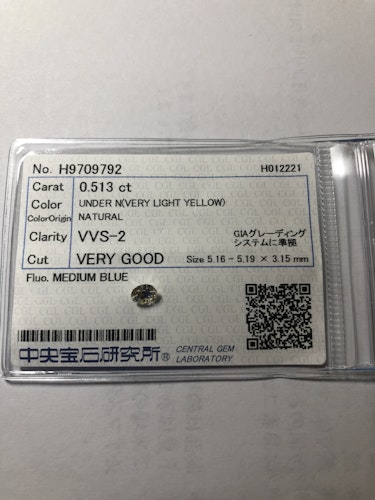 No. H9709792 H012221
Carat 0.513 ct
Color UNDER N(VERY LIGHT YELLOW)
ColorOrigin NATURAL
Clarity VVS-2 GIAグレーディング
システムに準拠
Cut VERY GOOD Size 5.16 - 5.19 × 3.15 mm
Fluo. MEDIUM BLUE
中央宝石研究所® CENTRAL GEM
LABORATORY